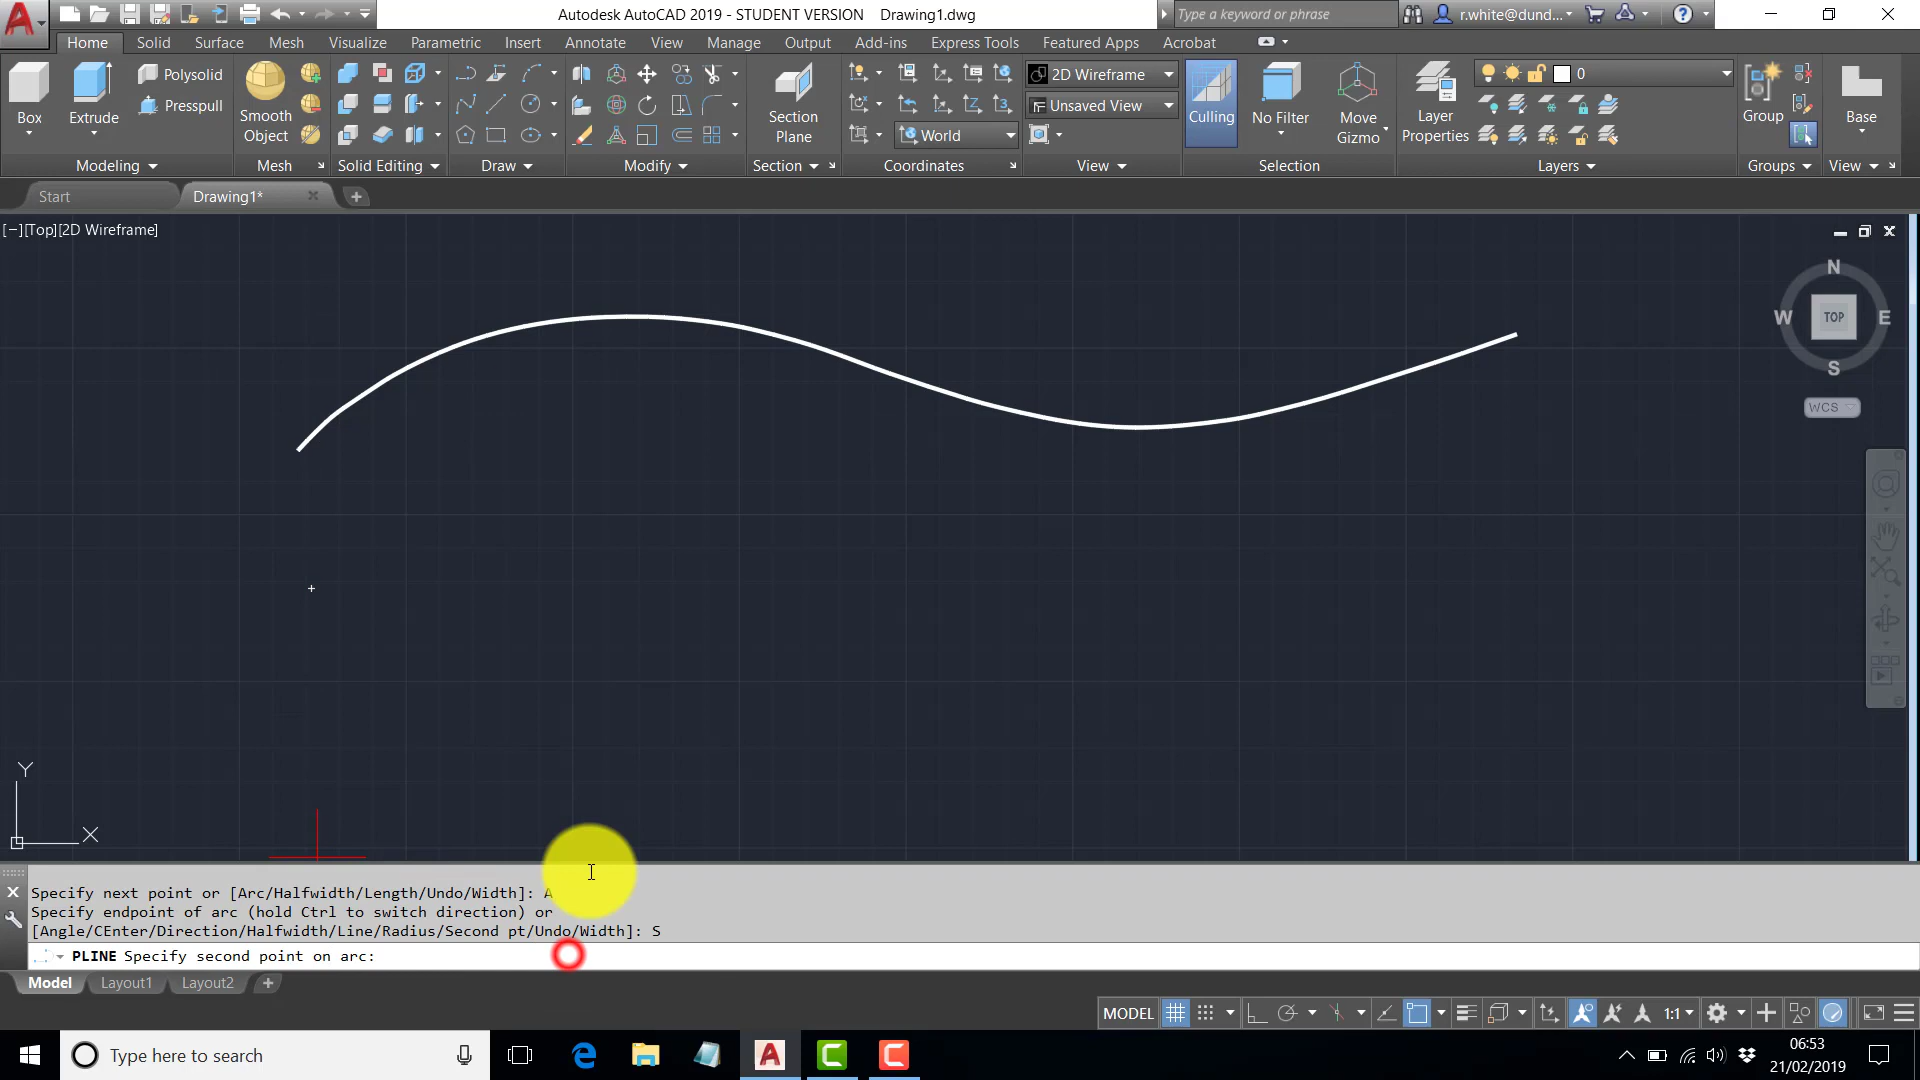 Autodesk AutoCAD 2019 - STUDENT VERSION Drawing1.dwg
Type a keyword or phrase
r.white@dund...
Home Solid Surface Mesh Visualize Parametric Insert Annotate View Manage Output Add-ins Express Tools Featured Apps Acrobat
Box
Extrude
Polysolid
Presspull
Smooth
Object
Section
Plane
World
2D Wireframe
Unsaved View
Culling
No Filter
Move
Gizmo
Layer
Properties
0
Group
Base
Modeling Mesh Solid Editing Draw Modify Section Coordinates View Selection Layers Groups View
Start Drawing1*
[−][Top][2D Wireframe]
N
W TOP E
S
WCS
Y
X
Specify next point or [Arc/Halfwidth/Length/Undo/Width]: A
Specify endpoint of arc (hold Ctrl to switch direction) or
[Angle/CEnter/Direction/Halfwidth/Line/Radius/Second pt/Undo/Width]: S
PLINE Specify second point on arc:
Model Layout1 Layout2
MODEL 1:1
Type here to search
06:53
21/02/2019